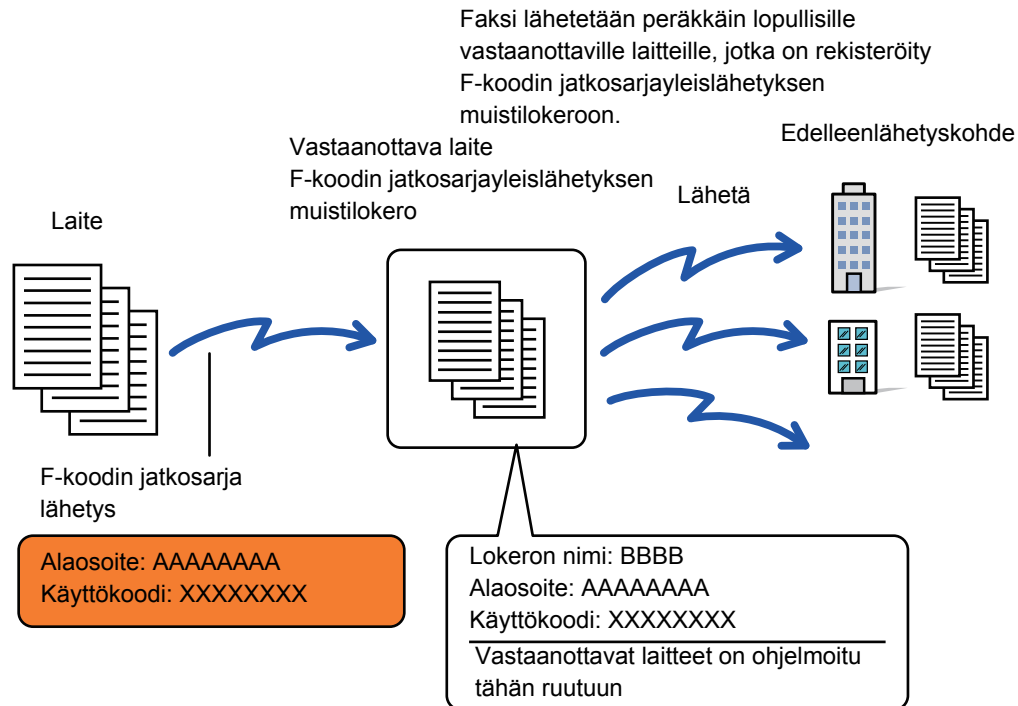 Faksi lähetetään peräkkäin lopullisille
vastaanottaville laitteille, jotka on rekisteröity
F-koodin jatkosarjayleislähetyksen
muistilokeroon.
Edelleenlähetyskohde
Vastaanottava laite
F-koodin jatkosarjayleislähetyksen
muistilokero
Lähetä
Laite
F-koodin jatkosarja
lähetys
Alaosoite: AAAAAAAA
Käyttökoodi: XXXXXXXX
Lokeron nimi: BBBB
Alaosoite: AAAAAAAA
Käyttökoodi: XXXXXXXX
Vastaanottavat laitteet on ohjelmoitu
tähän ruutuun